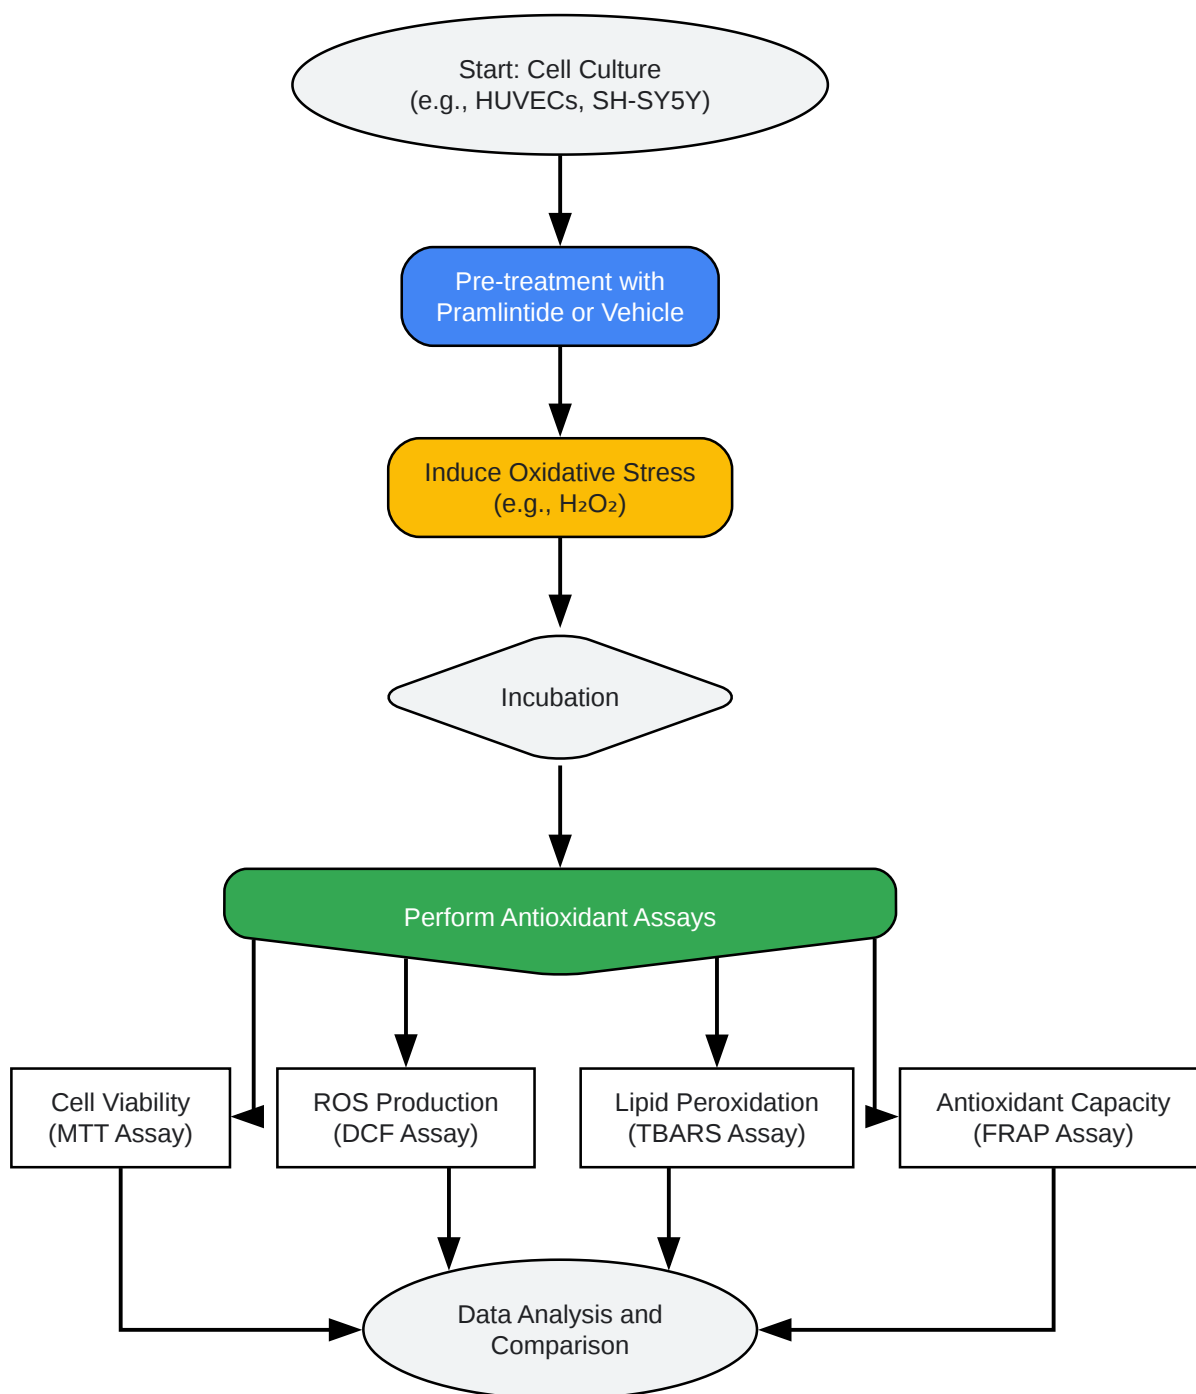 Start: Cell Culture
(e.g., HUVECs, SH-SY5Y)
Pre-treatment with
Pramlintide or Vehicle
Induce Oxidative Stress
(e.g., H₂O₂)
Incubation
Perform Antioxidant Assays
Cell Viability
(MTT Assay)
ROS Production
(DCF Assay)
Lipid Peroxidation
(TBARS Assay)
Antioxidant Capacity
(FRAP Assay)
Data Analysis and
Comparison